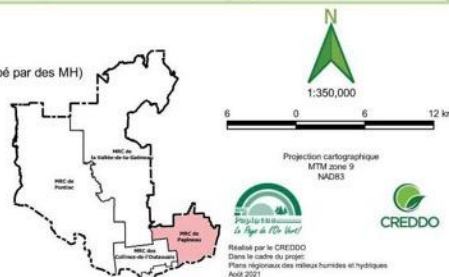 pé par des MH)
MRC de
la Vallée-de-la-Gatineau
MRC de
Pontiac
MRC de
Papineau
MRC des
Collines-de-l'Outaouais
N
1:350,000
6 0 6 12 km
Projection cartographique
MTM zone 9
NAD83
Papineau
Le Pays de l'Or Vert!
CREDDO
Réalisé par le CREDDO
Dans le cadre du projet:
Plans régionaux des milieux humides et hydriques
Août 2021